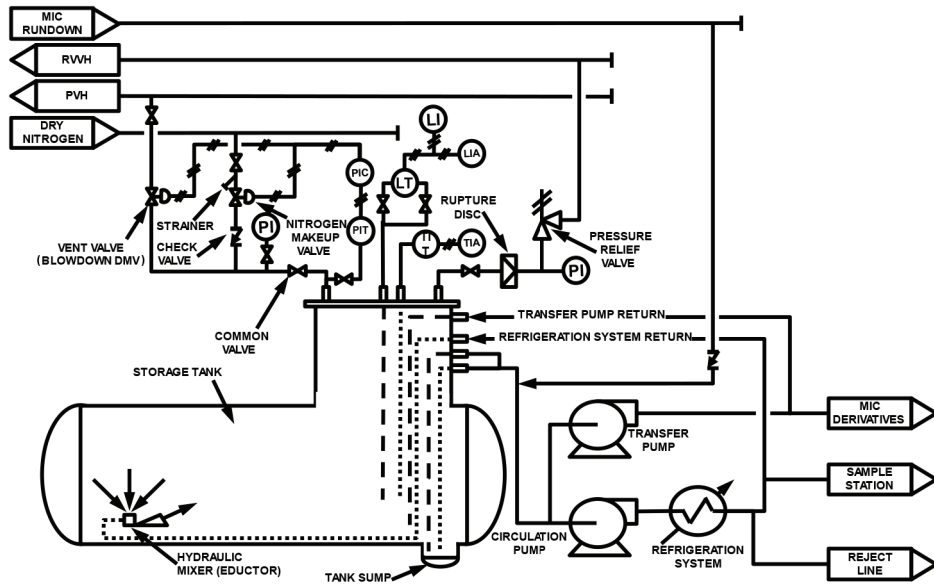 MIC
RUNDOWN
RVVH
PVH
DRY
NITROGEN
LI
LIA
PIC
LT
RUPTURE
DISC
STRAINER
PI
NITROGEN
MAKEUP
VALVE
PIT
TI
T
TIA
PRESSURE
RELIEF
VALVE
VENT VALVE
(BLOWDOWN DMV)
CHECK
VALVE
PI
COMMON
VALVE
TRANSFER PUMP RETURN
REFRIGERATION SYSTEM RETURN
STORAGE TANK
MIC
DERIVATIVES
TRANSFER
PUMP
SAMPLE
STATION
CIRCULATION
PUMP
REFRIGERATION
SYSTEM
HYDRAULIC
MIXER (EDUCTOR)
TANK SUMP
REJECT
LINE